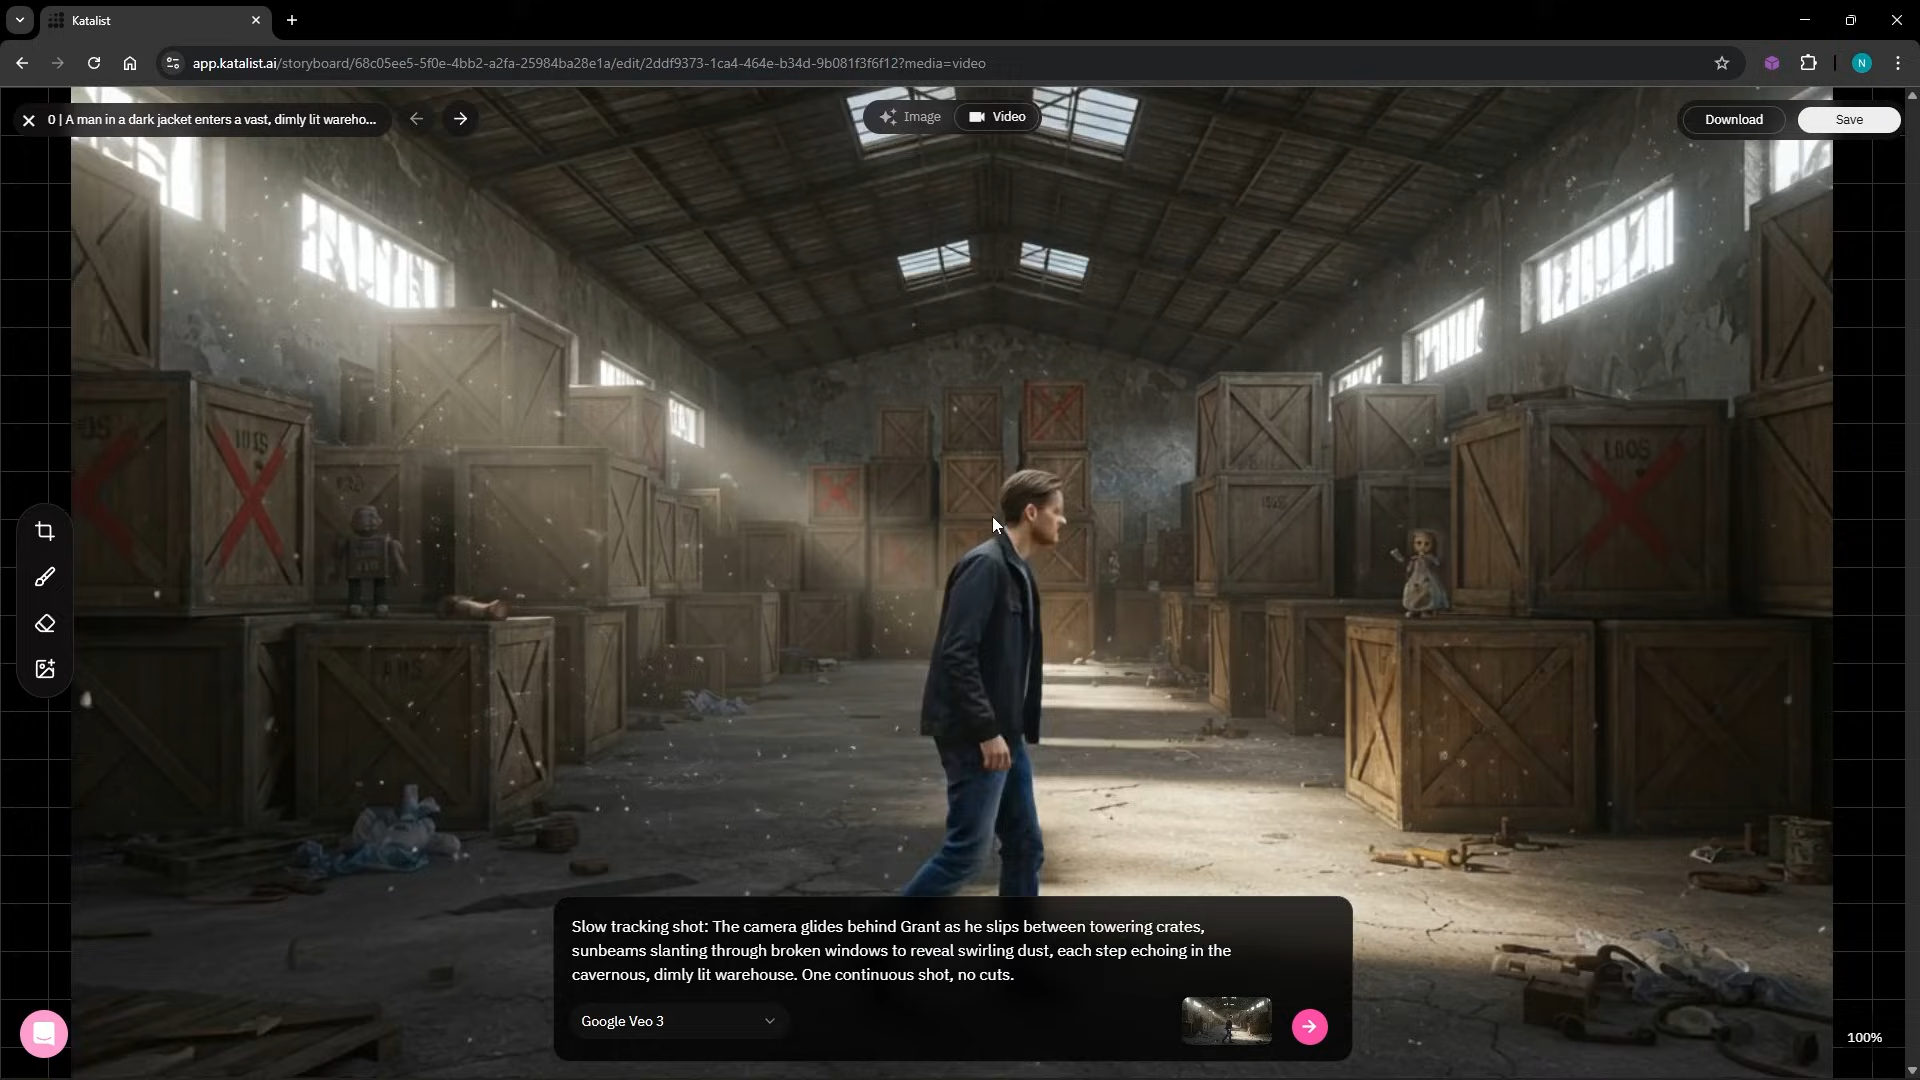 Katalist
app.katalist.ai/storyboard/68c05ee5-5f0e-4bb2-a2fa-25984ba28e1a/edit/2ddf9373-1ca4-464e-b34d-9b081f3f6f12?media=video
N
0 | A man in a dark jacket enters a vast, dimly lit wareho...
Image
Video
Download
Save
Slow tracking shot: The camera glides behind Grant as he slips between towering crates,
sunbeams slanting through broken windows to reveal swirling dust, each step echoing in the
cavernous, dimly lit warehouse. One continuous shot, no cuts.
Google Veo 3
100%